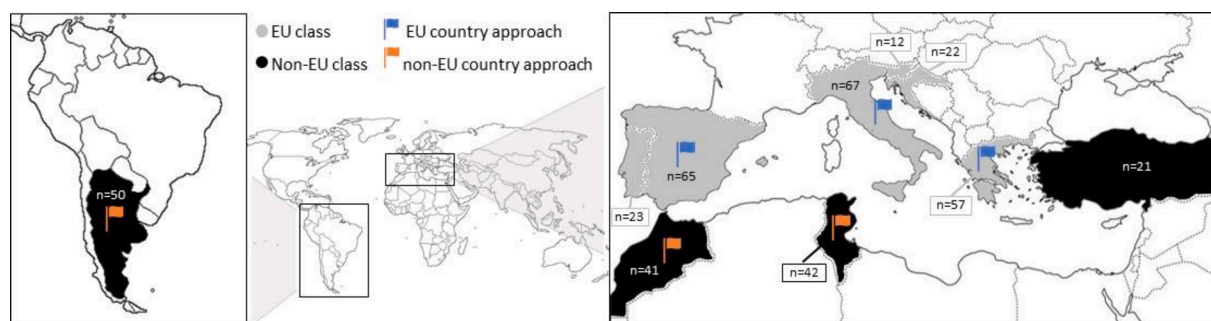 EU class
EU country approach
Non-EU class
non-EU country approach
n=50
n=12
n=22
n=67
n=65
n=21
n=57
n=23
n=41
n=42